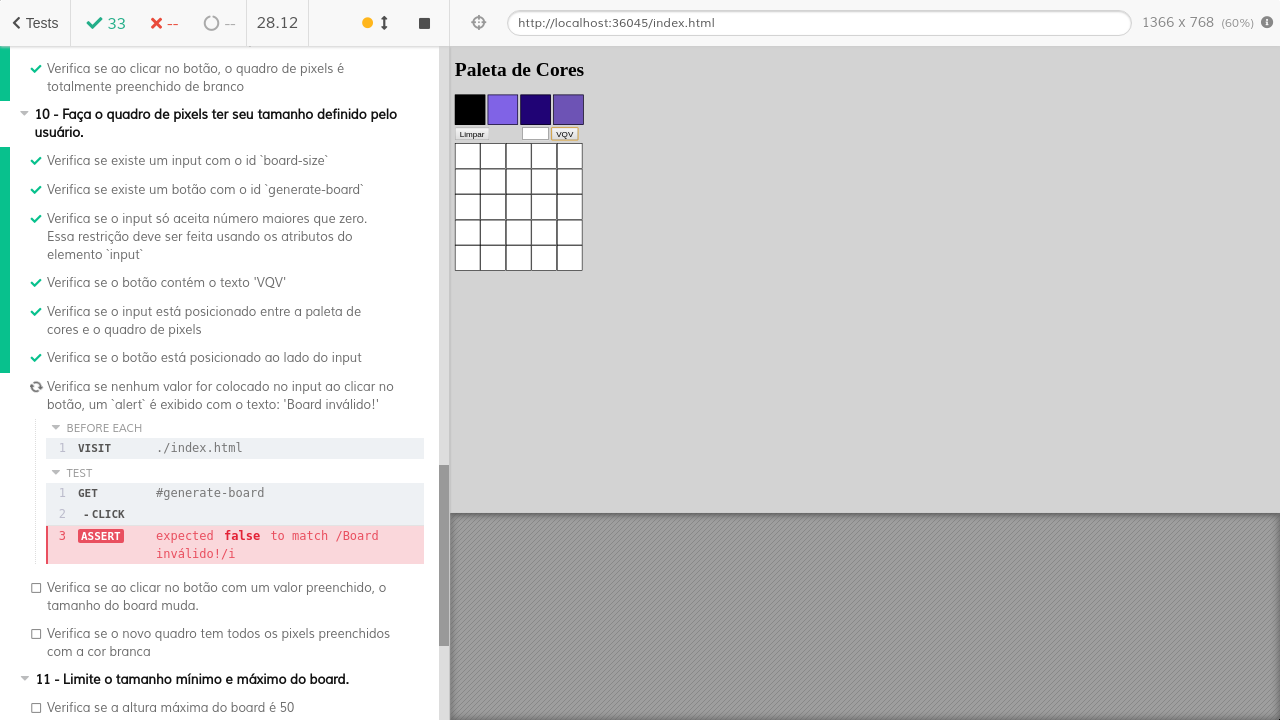 Tests
33
--
--
28.12
http://localhost:36045/index.html
1366 x 768 (60%)
Verifica se ao clicar no botão, o quadro de pixels é
totalmente preenchido de branco
10 - Faça o quadro de pixels ter seu tamanho definido pelo
usuário.
Verifica se existe um input com o id `board-size`
Verifica se existe um botão com o id `generate-board`
Verifica se o input só aceita número maiores que zero.
Essa restrição deve ser feita usando os atributos do
elemento `input`
Verifica se o botão contém o texto 'VQV'
Verifica se o input está posicionado entre a paleta de
cores e o quadro de pixels
Verifica se o botão está posicionado ao lado do input
Verifica se nenhum valor for colocado no input ao clicar no
botão, um `alert` é exibido com o texto: 'Board inválido!'
BEFORE EACH
1 VISIT ./index.html
TEST
1 GET #generate-board
2 -CLICK
3 ASSERT expected false to match /Board
inválido!/i
Verifica se ao clicar no botão com um valor preenchido, o
tamanho do board muda.
Verifica se o novo quadro tem todos os pixels preenchidos
com a cor branca
11 - Limite o tamanho mínimo e máximo do board.
Verifica se a altura máxima do board é 50
Paleta de Cores
Limpar VQV